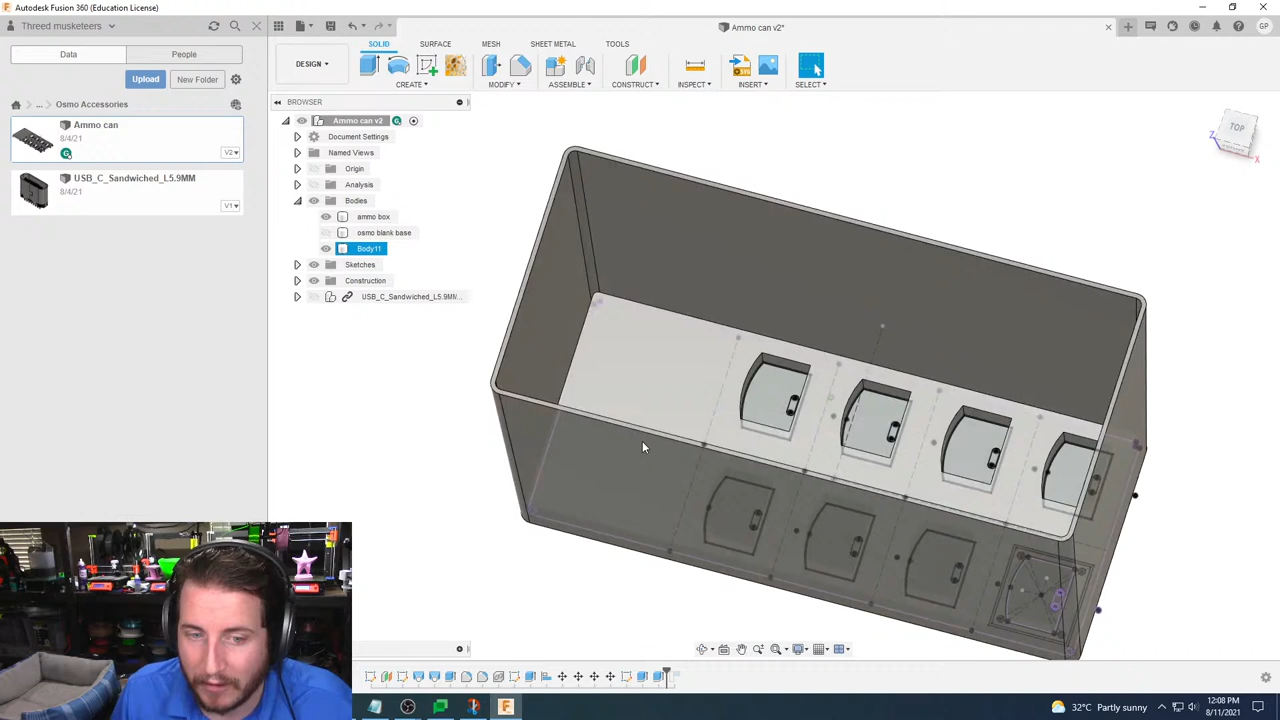 Autodesk Fusion 360 (Education License)
Threed musketeers
Ammo can v2*
GP
Data
People
Upload
New Folder
... Osmo Accessories
Ammo can
8/4/21
G
V2
USB_C_Sandwiched_L5.9MM
8/4/21
V1
DESIGN
SOLID
SURFACE
MESH
SHEET METAL
TOOLS
CREATE
MODIFY
ASSEMBLE
CONSTRUCT
INSPECT
INSERT
SELECT
BROWSER
Ammo can v2
G
Document Settings
Named Views
Origin
Analysis
Bodies
ammo box
osmo blank base
Body11
Sketches
Construction
USB_C_Sandwiched_L5.9MM...
TOP
Z
X
32°C Partly sunny
12:08 PM
8/11/2021